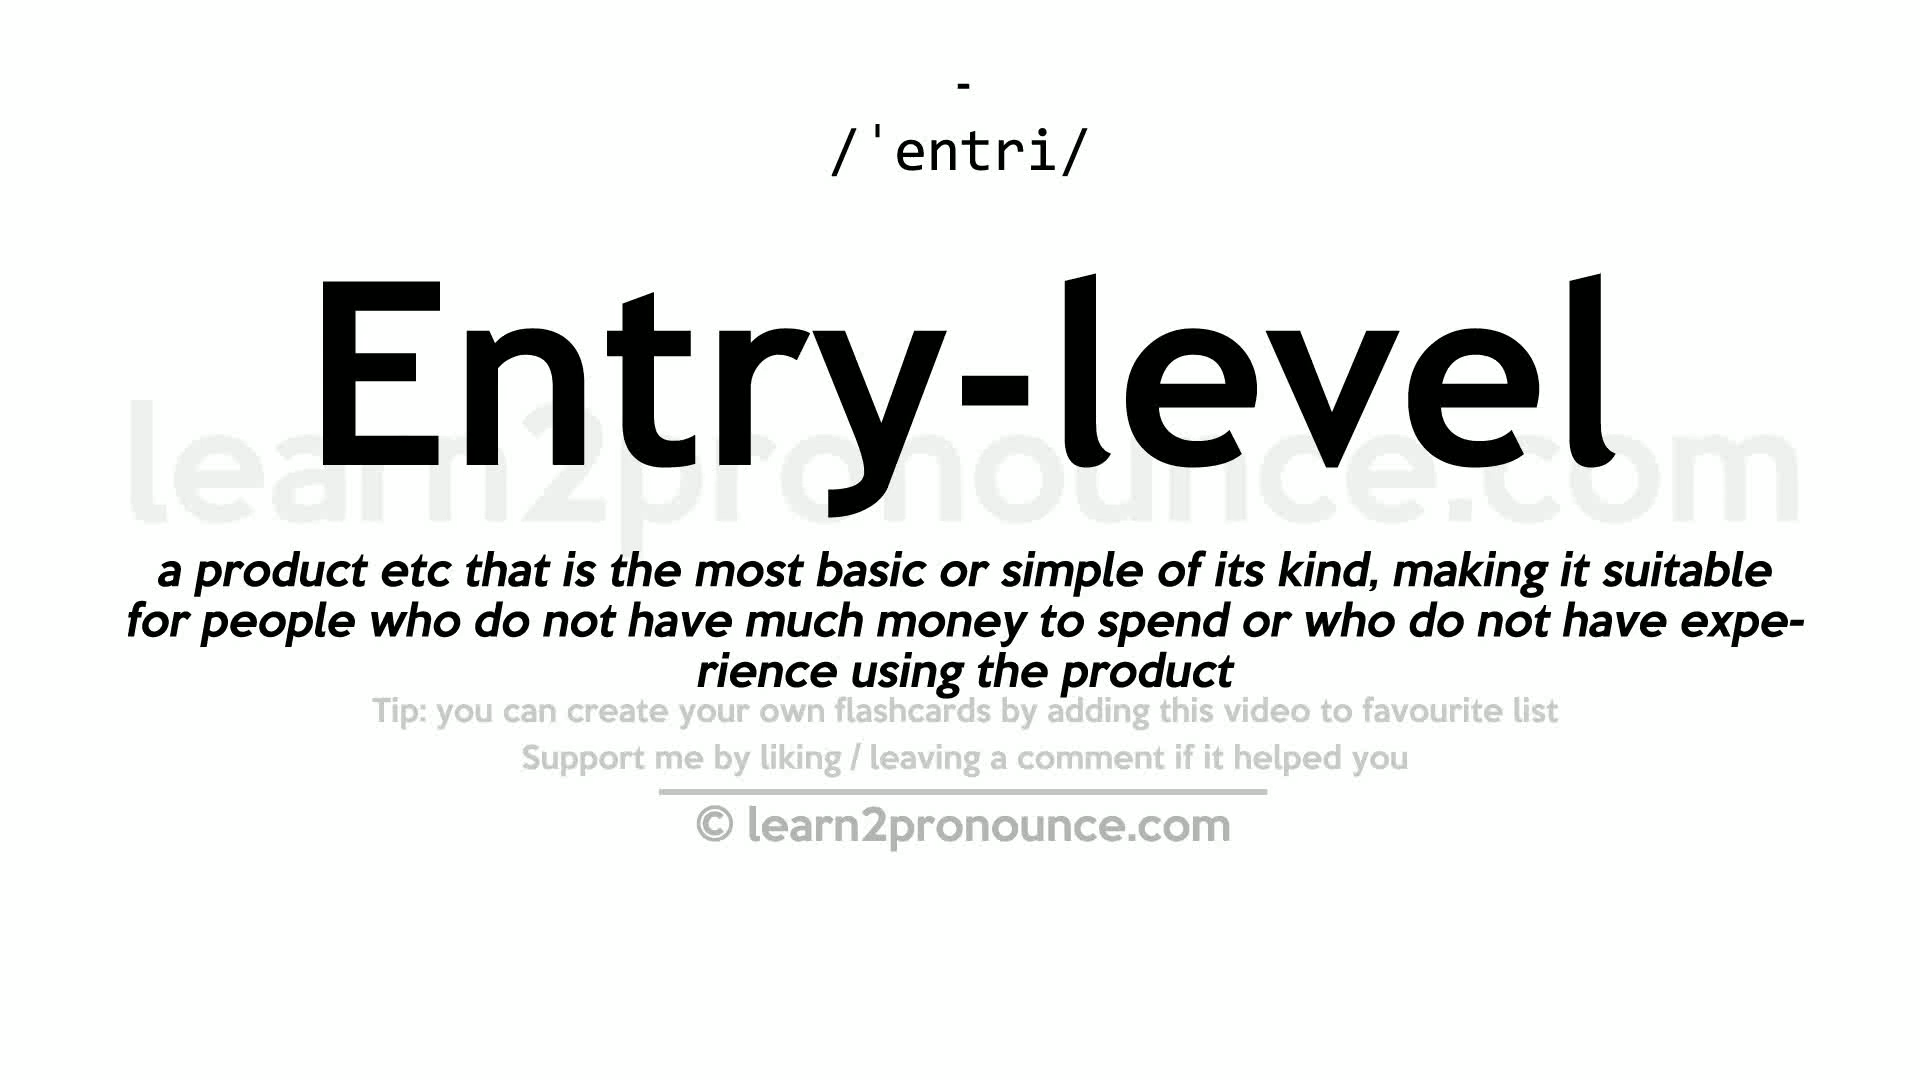 -
/ˈentri/
Entry-level
learn2pronounce.com
a product etc that is the most basic or simple of its kind, making it suitable
for people who do not have much money to spend or who do not have expe-
rience using the product
Tip: you can create your own flashcards by adding this video to favourite list
Support me by liking / leaving a comment if it helped you
© learn2pronounce.com